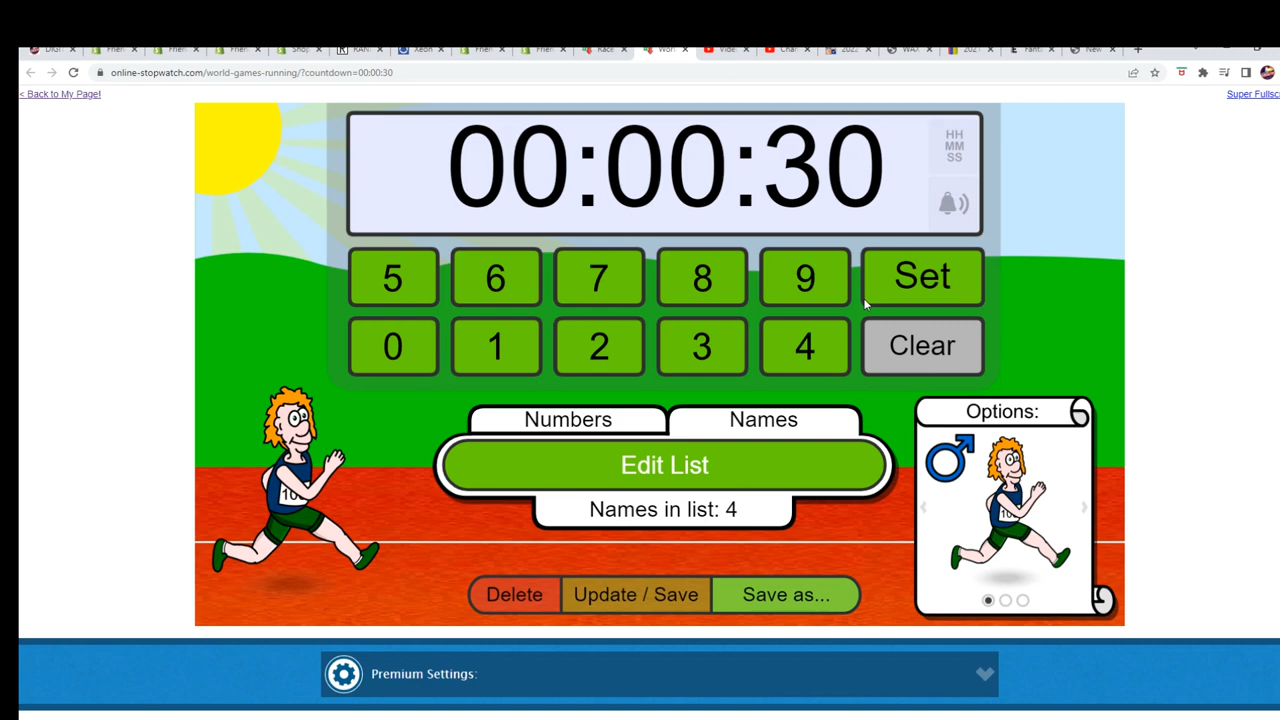 online-stopwatch.com/world-games-running/?countdown=00:00:30
< Back to My Page!
00:00:30
HH
MM
SS
5 6 7 8 9 Set
0 1 2 3 4 Clear
Numbers Names
Edit List
Names in list: 4
Options:
Delete Update / Save Save as...
Premium Settings: